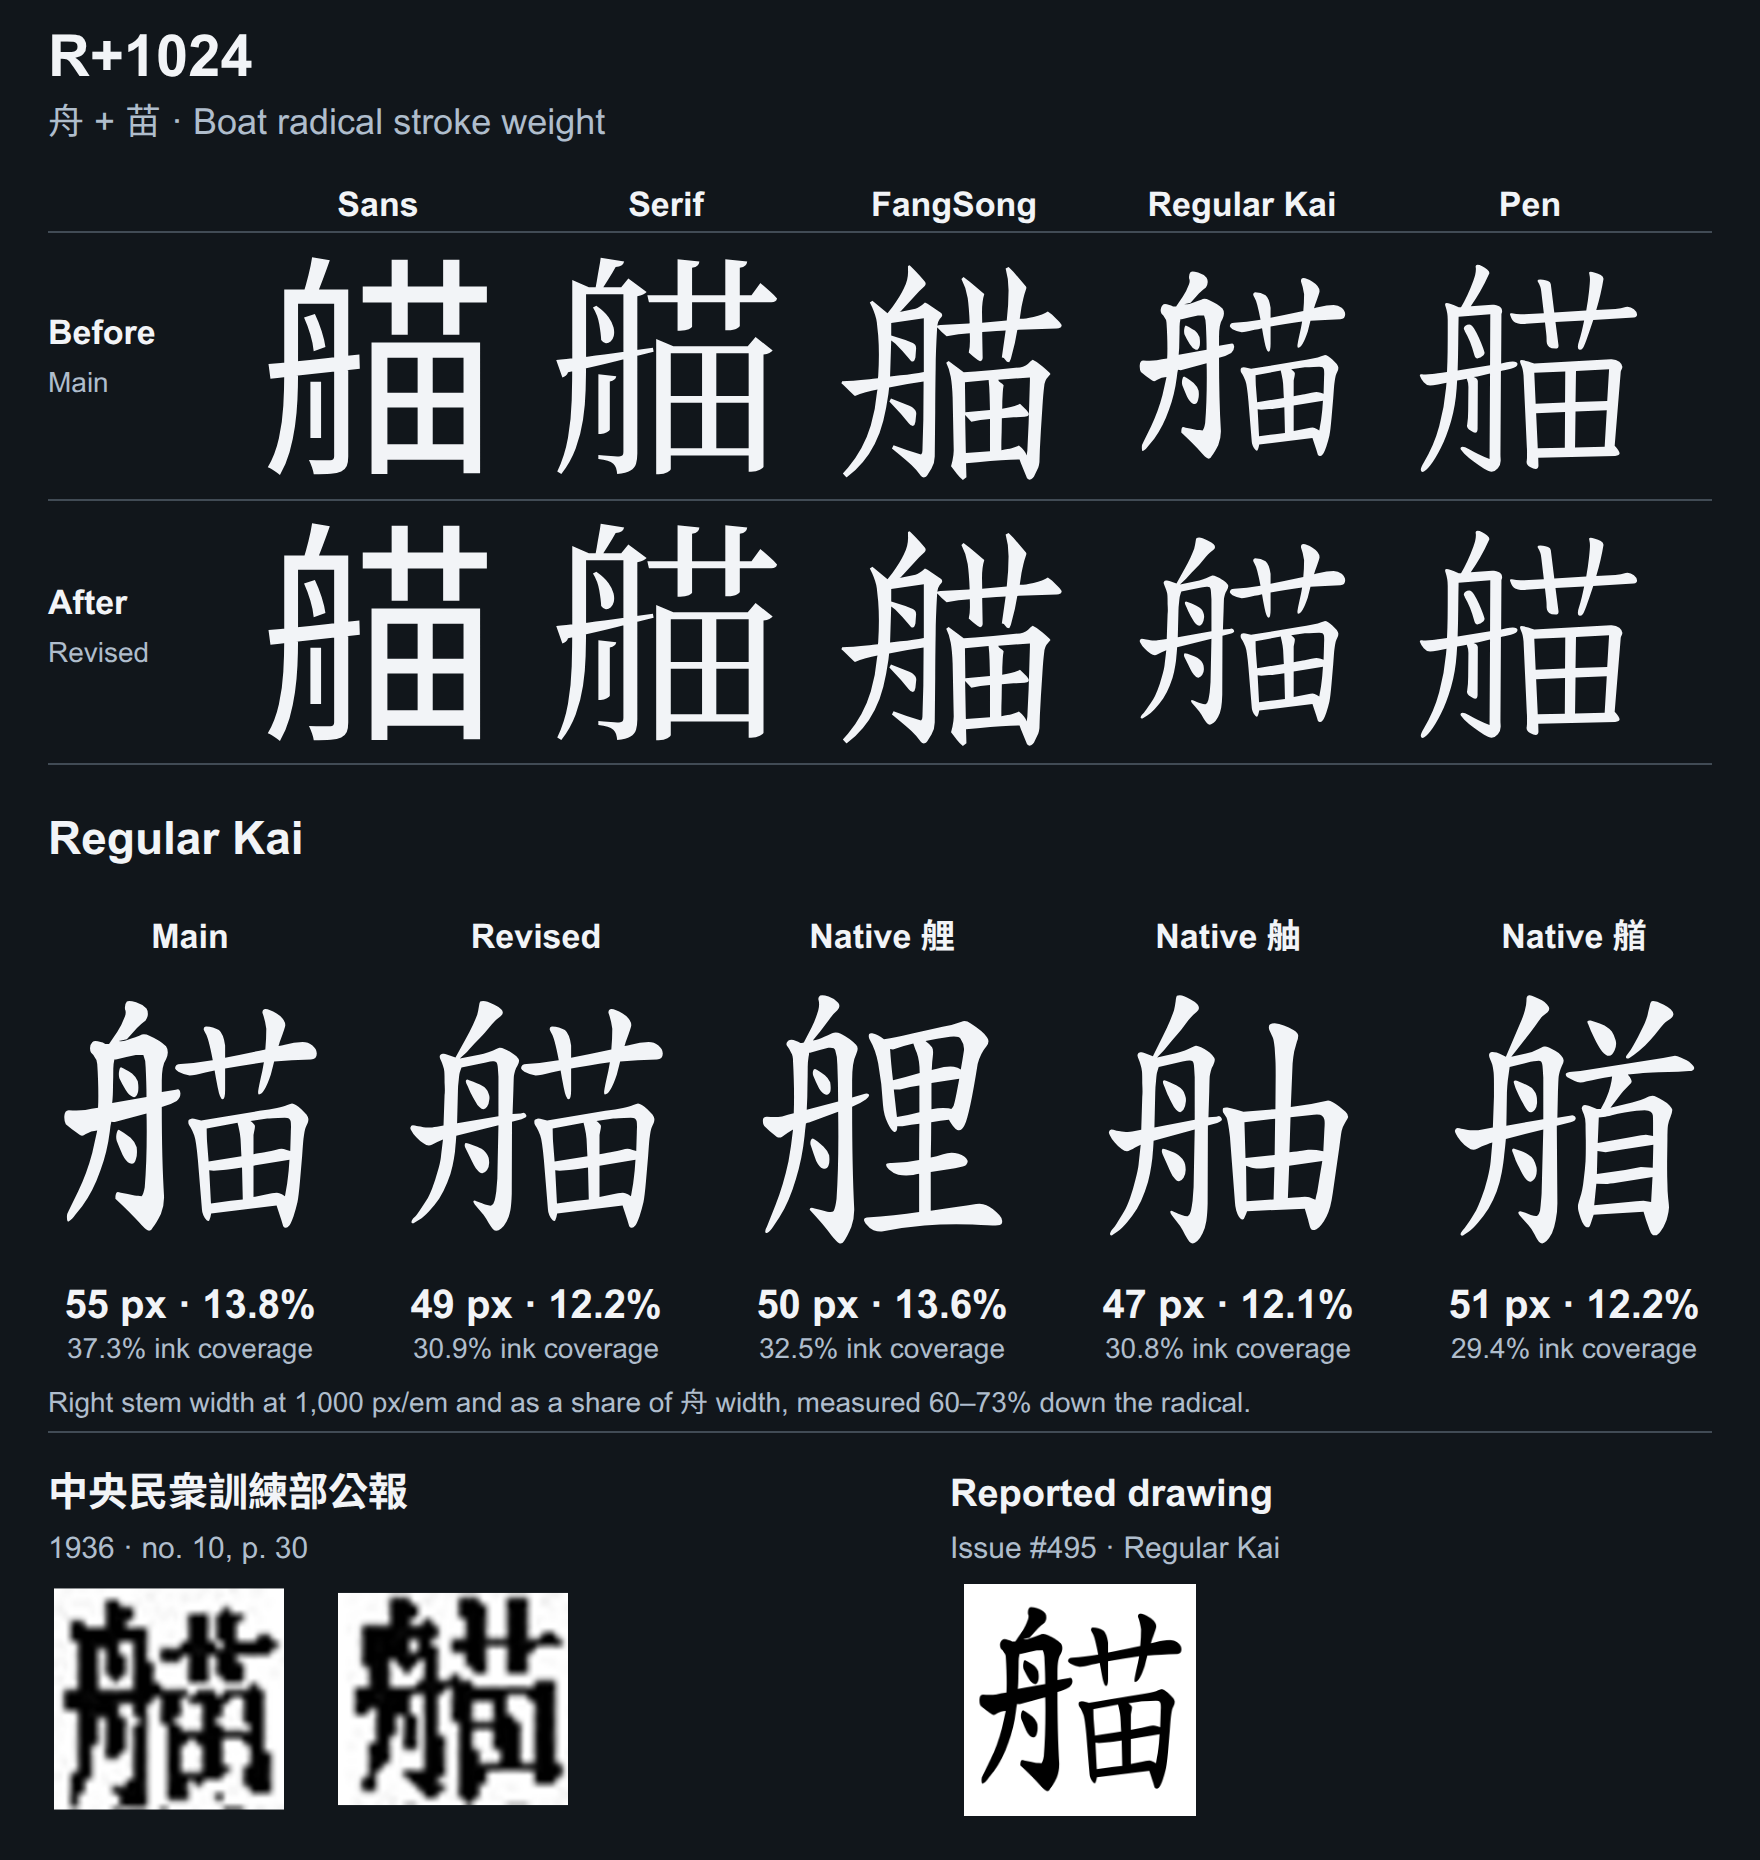 R+1024
舟 + 苗 · Boat radical stroke weight
Sans Serif FangSong Regular Kai Pen
Before
Main
After
Revised
Regular Kai
Main Revised Native 艃 Native 舳 Native 艏
艃 舳 艏
55 px · 13.8% 49 px · 12.2% 50 px · 13.6% 47 px · 12.1% 51 px · 12.2%
37.3% ink coverage 30.9% ink coverage 32.5% ink coverage 30.8% ink coverage 29.4% ink coverage
Right stem width at 1,000 px/em and as a share of 舟 width, measured 60–73% down the radical.
中央民衆訓練部公報
1936 · no. 10, p. 30
Reported drawing
Issue #495 · Regular Kai